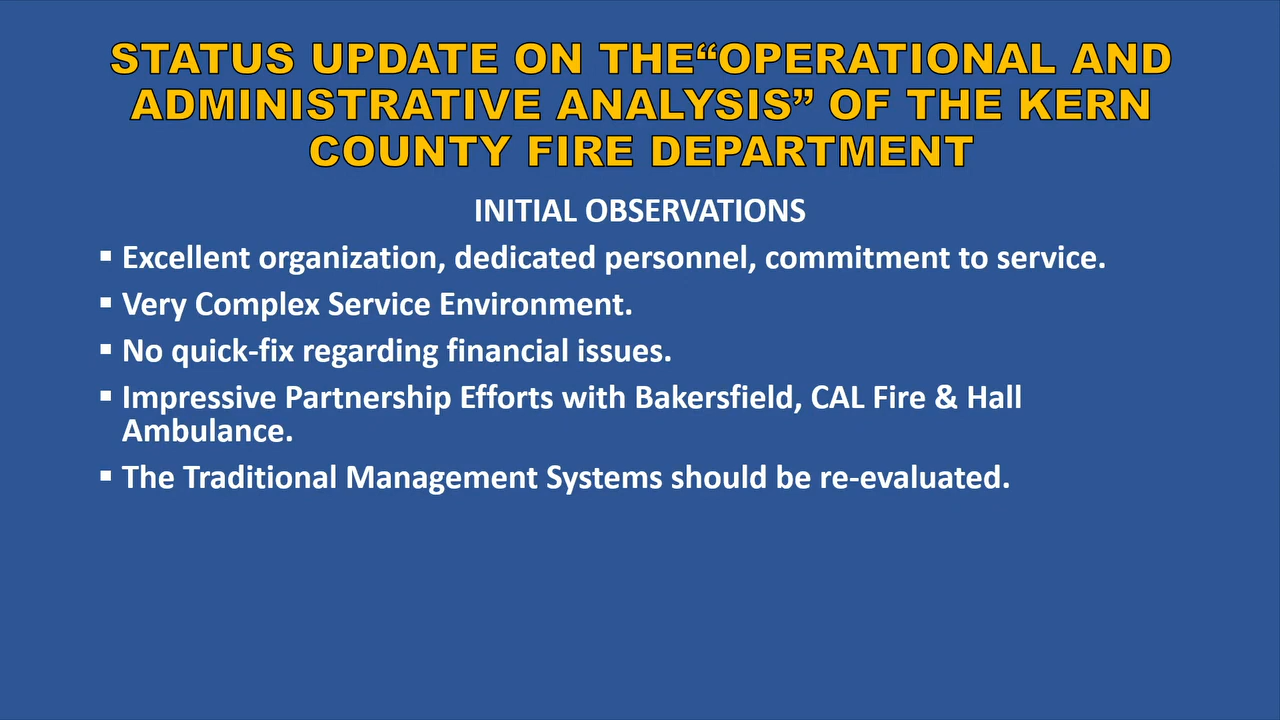 STATUS UPDATE ON THE“OPERATIONAL AND
ADMINISTRATIVE ANALYSIS” OF THE KERN
COUNTY FIRE DEPARTMENT
INITIAL OBSERVATIONS
▪ Excellent organization, dedicated personnel, commitment to service.
▪ Very Complex Service Environment.
▪ No quick-fix regarding financial issues.
▪ Impressive Partnership Efforts with Bakersfield, CAL Fire & Hall
Ambulance.
▪ The Traditional Management Systems should be re-evaluated.